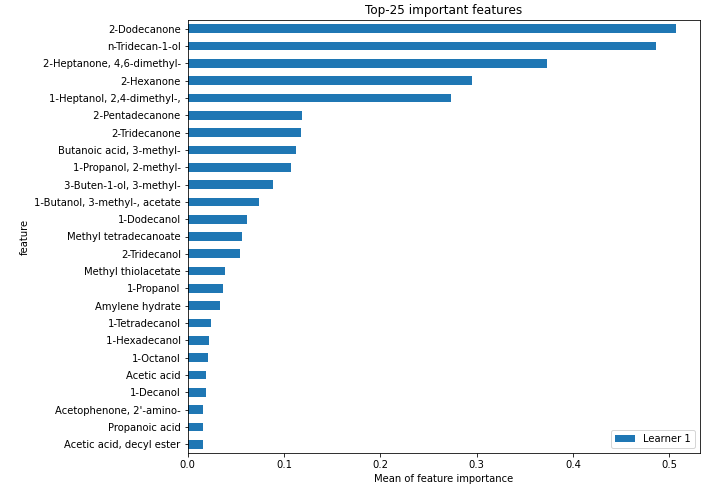 Top-25 important features
2-Dodecanone
n-Tridecan-1-ol
2-Heptanone, 4,6-dimethyl-
2-Hexanone
1-Heptanol, 2,4-dimethyl-,
2-Pentadecanone
2-Tridecanone
Butanoic acid, 3-methyl-
1-Propanol, 2-methyl-
3-Buten-1-ol, 3-methyl-
1-Butanol, 3-methyl-, acetate
1-Dodecanol
Methyl tetradecanoate
2-Tridecanol
Methyl thiolacetate
1-Propanol
Amylene hydrate
1-Tetradecanol
1-Hexadecanol
1-Octanol
Acetic acid
1-Decanol
Acetophenone, 2'-amino-
Propanoic acid
Acetic acid, decyl ester
feature
Learner 1
0.0 0.1 0.2 0.3 0.4 0.5
Mean of feature importance